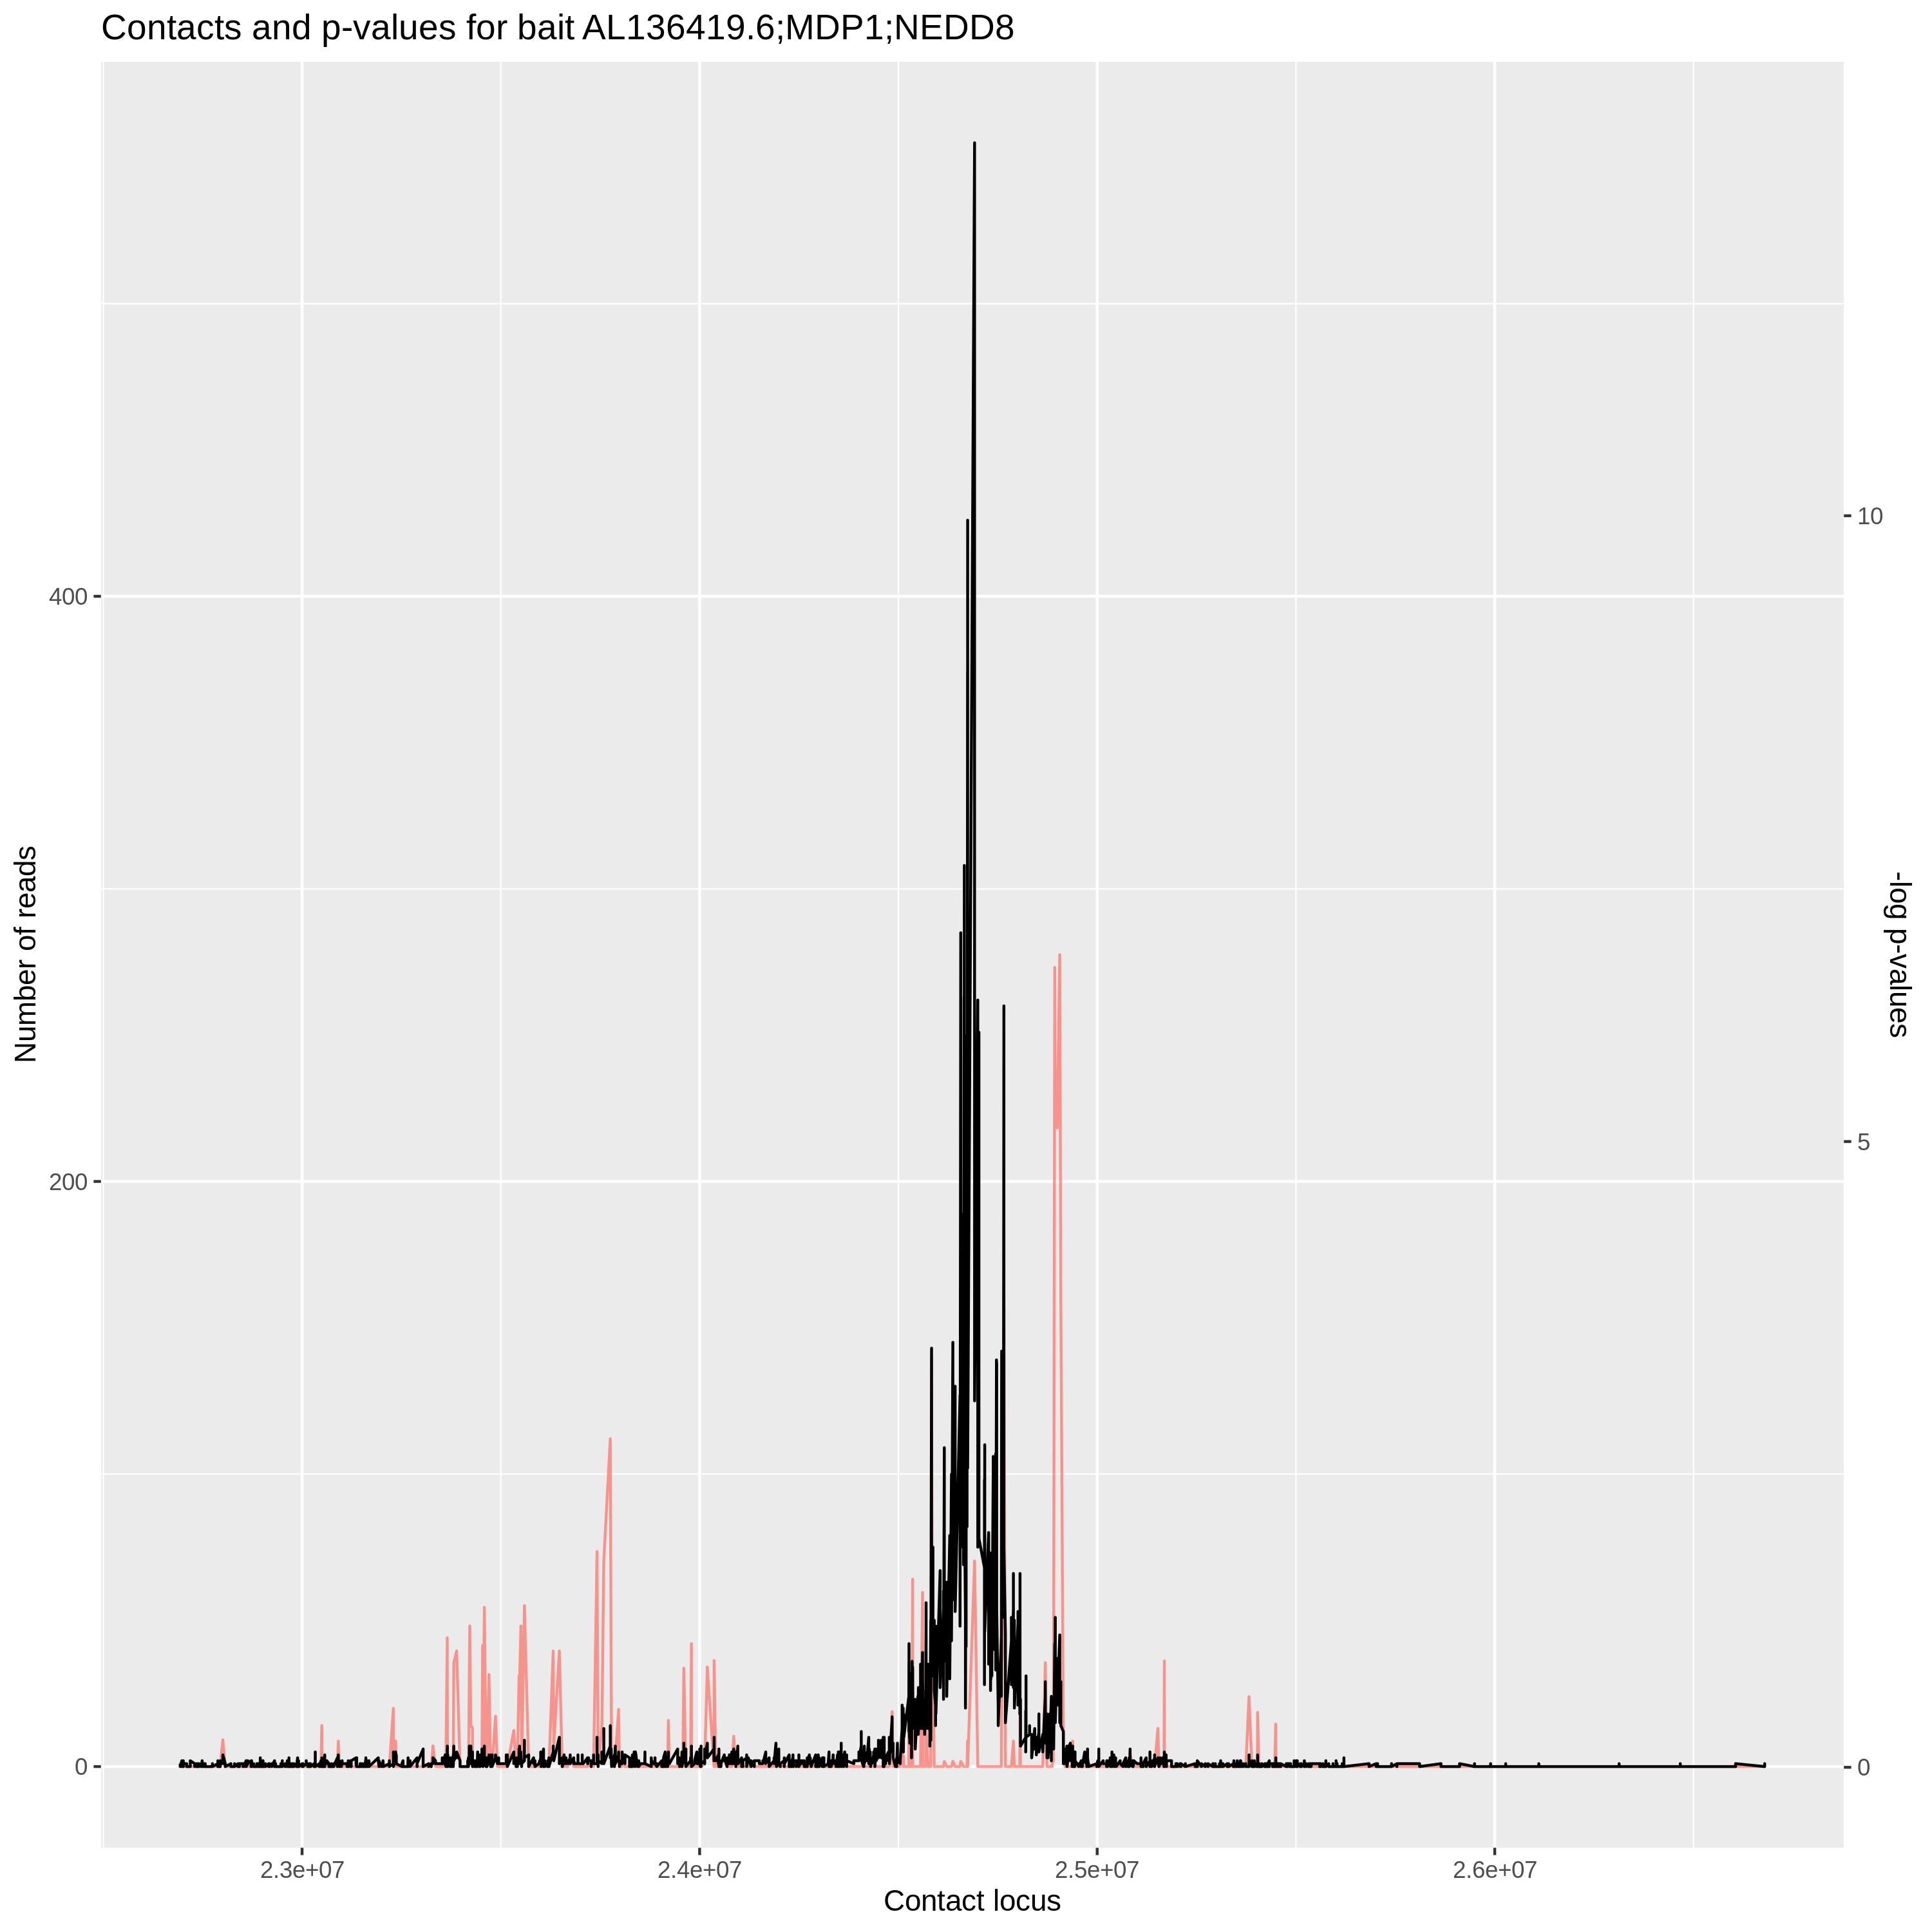 Contacts and p-values for bait AL136419.6;MDP1;NEDD8
Number of reads
400
200
0
10
5
0
-log p-values
2.3e+07
2.4e+07
2.5e+07
2.6e+07
Contact locus